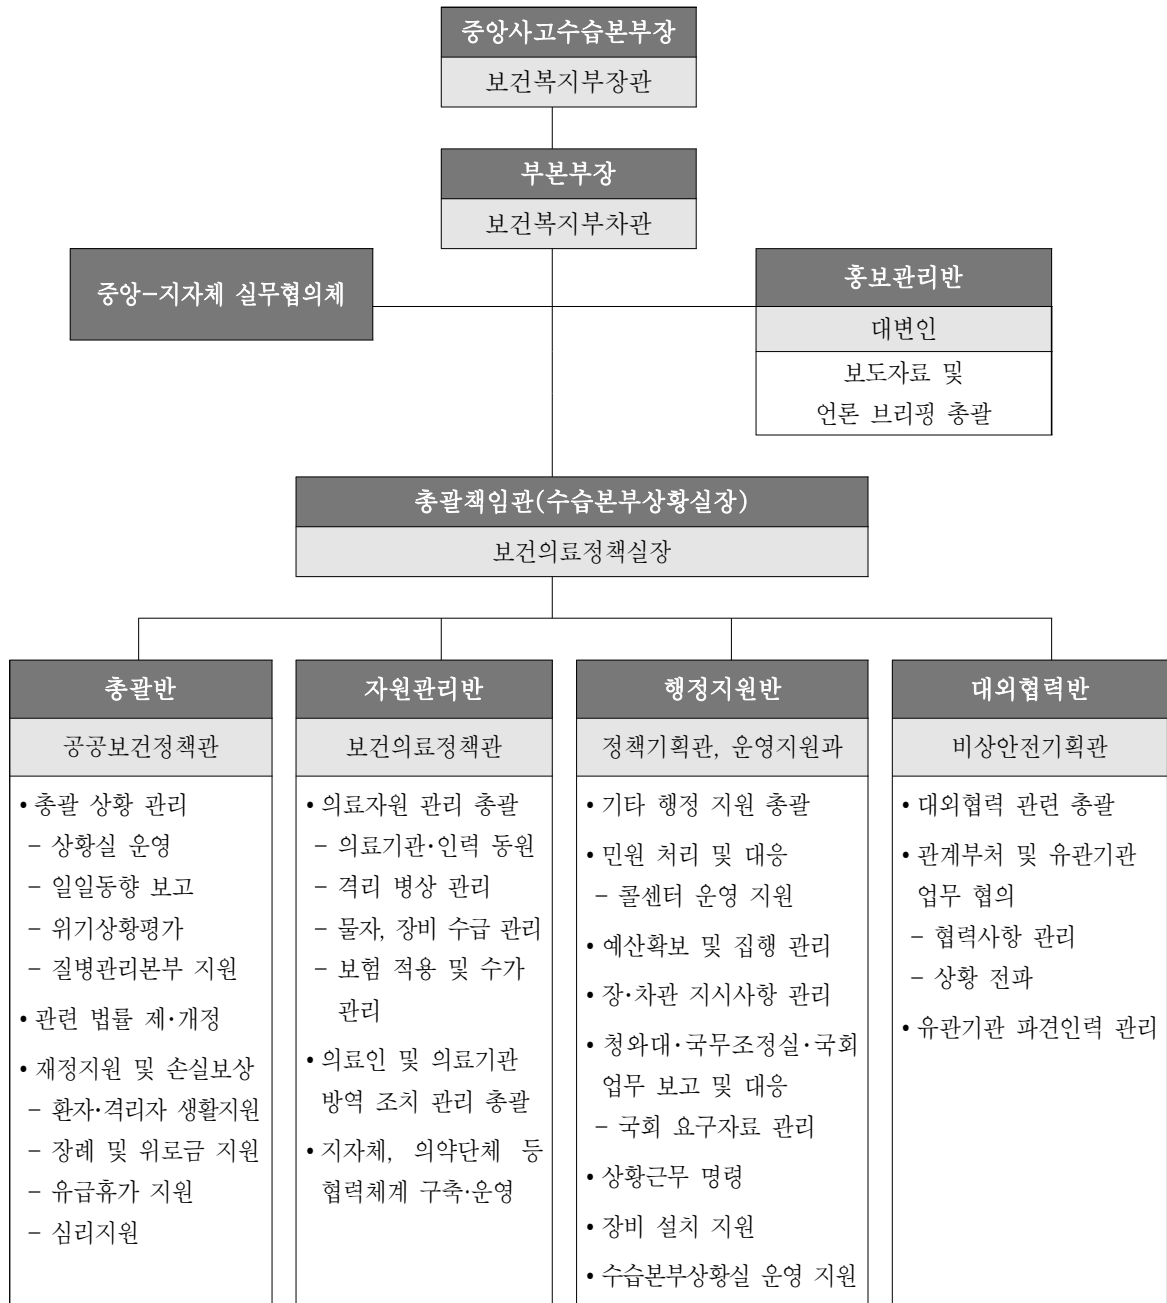 중앙사고수습본부장
보건복지부장관
부본부장
보건복지부차관
중앙-지자체 실무협의체
홍보관리반
대변인
보도자료 및
언론 브리핑 총괄
총괄책임관(수습본부상황실장)
보건의료정책실장
총괄반
공공보건정책관
• 총괄 상황 관리
- 상황실 운영
- 일일동향 보고
- 위기상황평가
- 질병관리본부 지원
• 관련 법률 제·개정
• 재정지원 및 손실보상
- 환자·격리자 생활지원
- 장례 및 위로금 지원
- 유급휴가 지원
- 심리지원
자원관리반
보건의료정책관
• 의료자원 관리 총괄
- 의료기관·인력 동원
- 격리 병상 관리
- 물자, 장비 수급 관리
- 보험 적용 및 수가
관리
• 의료인 및 의료기관
방역 조치 관리 총괄
• 지자체, 의약단체 등
협력체계 구축·운영
행정지원반
정책기획관, 운영지원과
• 기타 행정 지원 총괄
• 민원 처리 및 대응
- 콜센터 운영 지원
• 예산확보 및 집행 관리
• 장·차관 지시사항 관리
• 청와대·국무조정실·국회
업무 보고 및 대응
- 국회 요구자료 관리
• 상황근무 명령
• 장비 설치 지원
• 수습본부상황실 운영 지원
대외협력반
비상안전기획관
• 대외협력 관련 총괄
• 관계부처 및 유관기관
업무 협의
- 협력사항 관리
- 상황 전파
• 유관기관 파견인력 관리